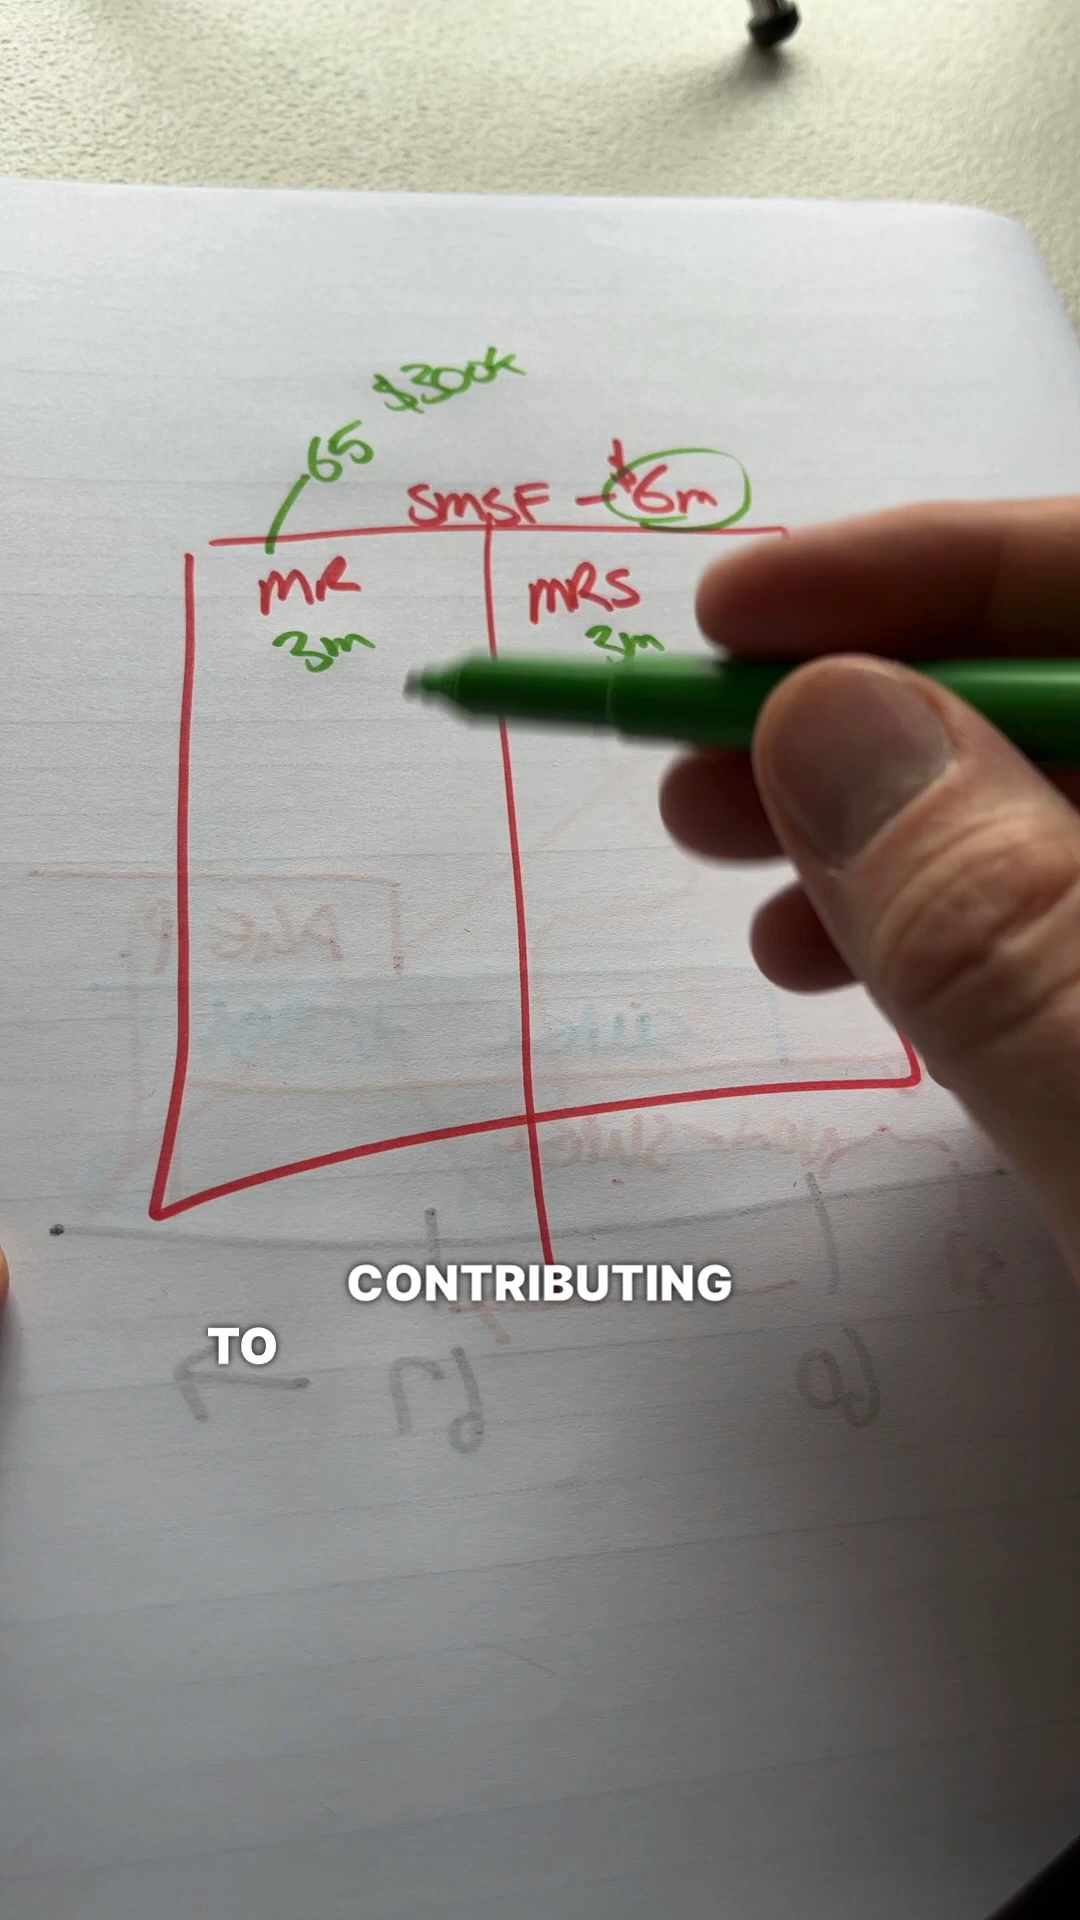 $300k
65
SMSF - $6m
MR MRS
3m 3m
CONTRIBUTING
TO